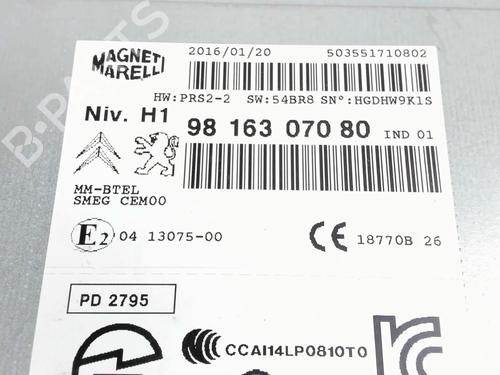 MAGNETI
MARELLI
2016/01/20
503551710802
HW:PRS2-2 SW:54BR8 SN°:HGDHW9K1S
Niv. H1
98 163 070 80 IND 01
MM-BTEL
SMEG CEM00
E2 04 13075-00
CE 18770B 26
PD 2795
CCAI14LP0810T0
B-PARTS